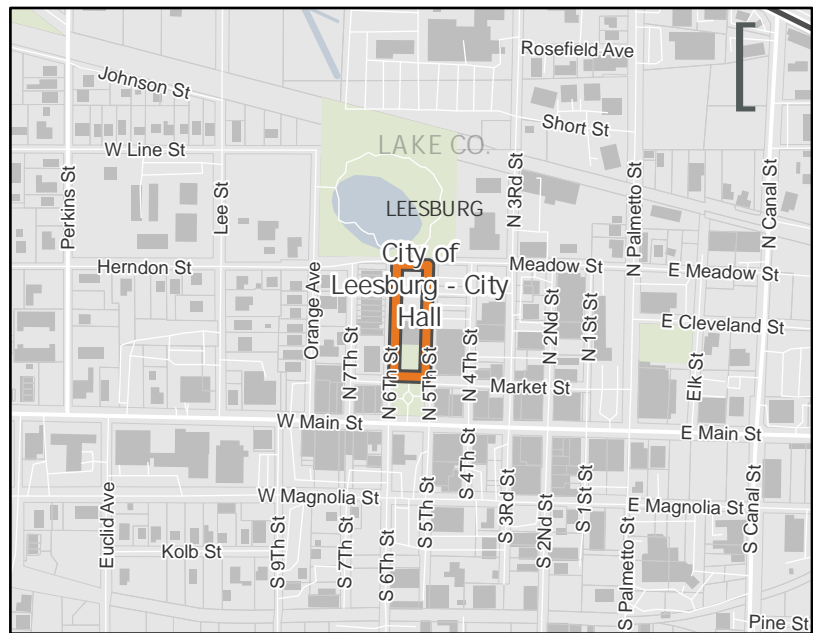 Rosefield Ave
Johnson St
Short St
LAKE CO.
W Line St
N 3Rd St
Perkins St
Lee St
N Palmetto St
N Canal St
LEESBURG
City of
Leesburg - City
Hall
Herndon St
Meadow St
E Meadow St
Orange Ave
E Cleveland St
N 7Th St
N 6Th St
N 5Th St
N 4Th St
N 2Nd St
N 1St St
Elk St
Market St
W Main St
E Main St
W Magnolia St
S 4Th St
S 3Rd St
E Magnolia St
Euclid Ave
Kolb St
S 9Th St
S 7Th St
S 6Th St
S 5Th St
S 2Nd St
S 1St St
S Palmetto St
S Canal St
Pine St